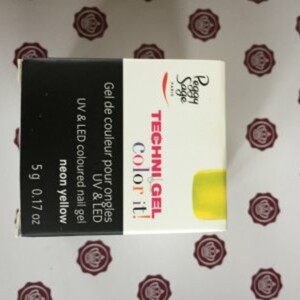 Peggy Sage
PARIS
TECHNI GEL
color it!
Gel de couleur pour ongles
UV & LED
UV & LED coloured nail gel
neon yellow
5 g 0.17 oz